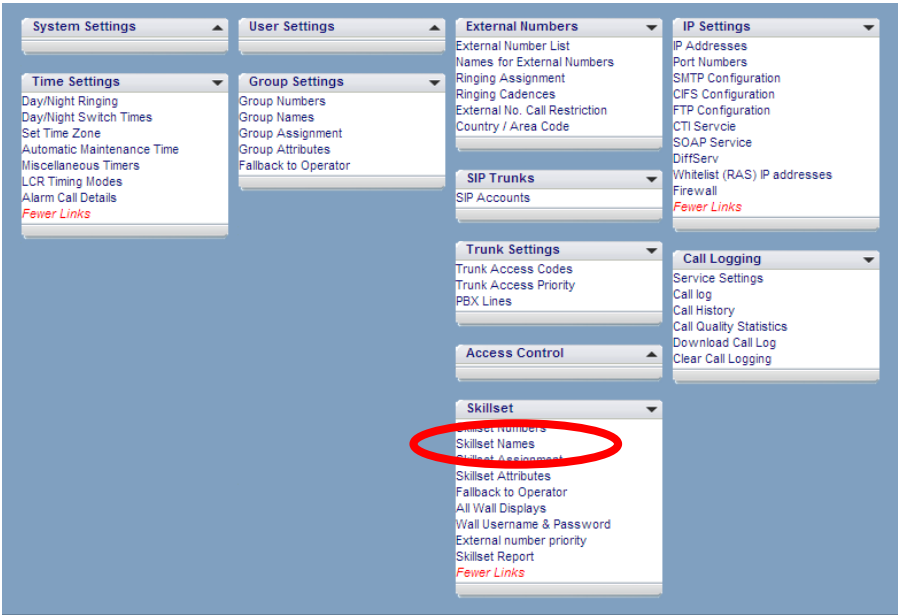 System Settings
Time Settings
Day/Night Ringing
Day/Night Switch Times
Set Time Zone
Automatic Maintenance Time
Miscellaneous Timers
LCR Timing Modes
Alarm Call Details
Fewer Links
User Settings
Group Settings
Group Numbers
Group Names
Group Assignment
Group Attributes
Fallback to Operator
External Numbers
External Number List
Names for External Numbers
Ringing Assignment
Ringing Cadences
External No. Call Restriction
Country / Area Code
SIP Trunks
SIP Accounts
Trunk Settings
Trunk Access Codes
Trunk Access Priority
PBX Lines
Access Control
Skillset
Skillset Numbers
Skillset Names
Skillset Assignment
Skillset Attributes
Fallback to Operator
All Wall Displays
Wall Username & Password
External number priority
Skillset Report
Fewer Links
IP Settings
IP Addresses
Port Numbers
SMTP Configuration
CIFS Configuration
FTP Configuration
CTI Servcie
SOAP Service
DiffServ
Whitelist (RAS) IP addresses
Firewall
Fewer Links
Call Logging
Service Settings
Call log
Call History
Call Quality Statistics
Download Call Log
Clear Call Logging